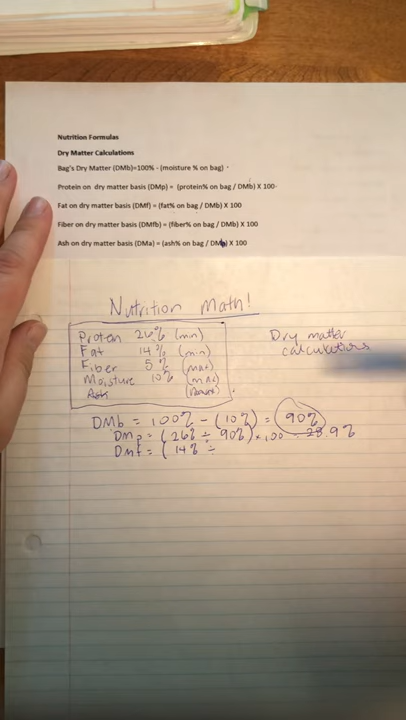 Nutrition Formulas
Dry Matter Calculations
Bag's Dry Matter (DMb)=100% - (moisture % on bag)
Protein on dry matter basis (DMp) = (protein% on bag / DMb) X 100
Fat on dry matter basis (DMf) = (fat% on bag / DMb) X 100
Fiber on dry matter basis (DMfb) = (fiber% on bag / DMb) X 100
Ash on dry matter basis (DMa) = (ash% on bag / DMb) X 100
Nutrition Math!
Protein 26% (min)
Fat 14% (min)
Fiber 5% (max)
Moisture 10% (max)
Ash
Dry matter
calculations
DMb = 100% - (10%) = 90%
DMp = (26% ÷ 90%) × 100 = 28.9%
DMf = (14% ÷